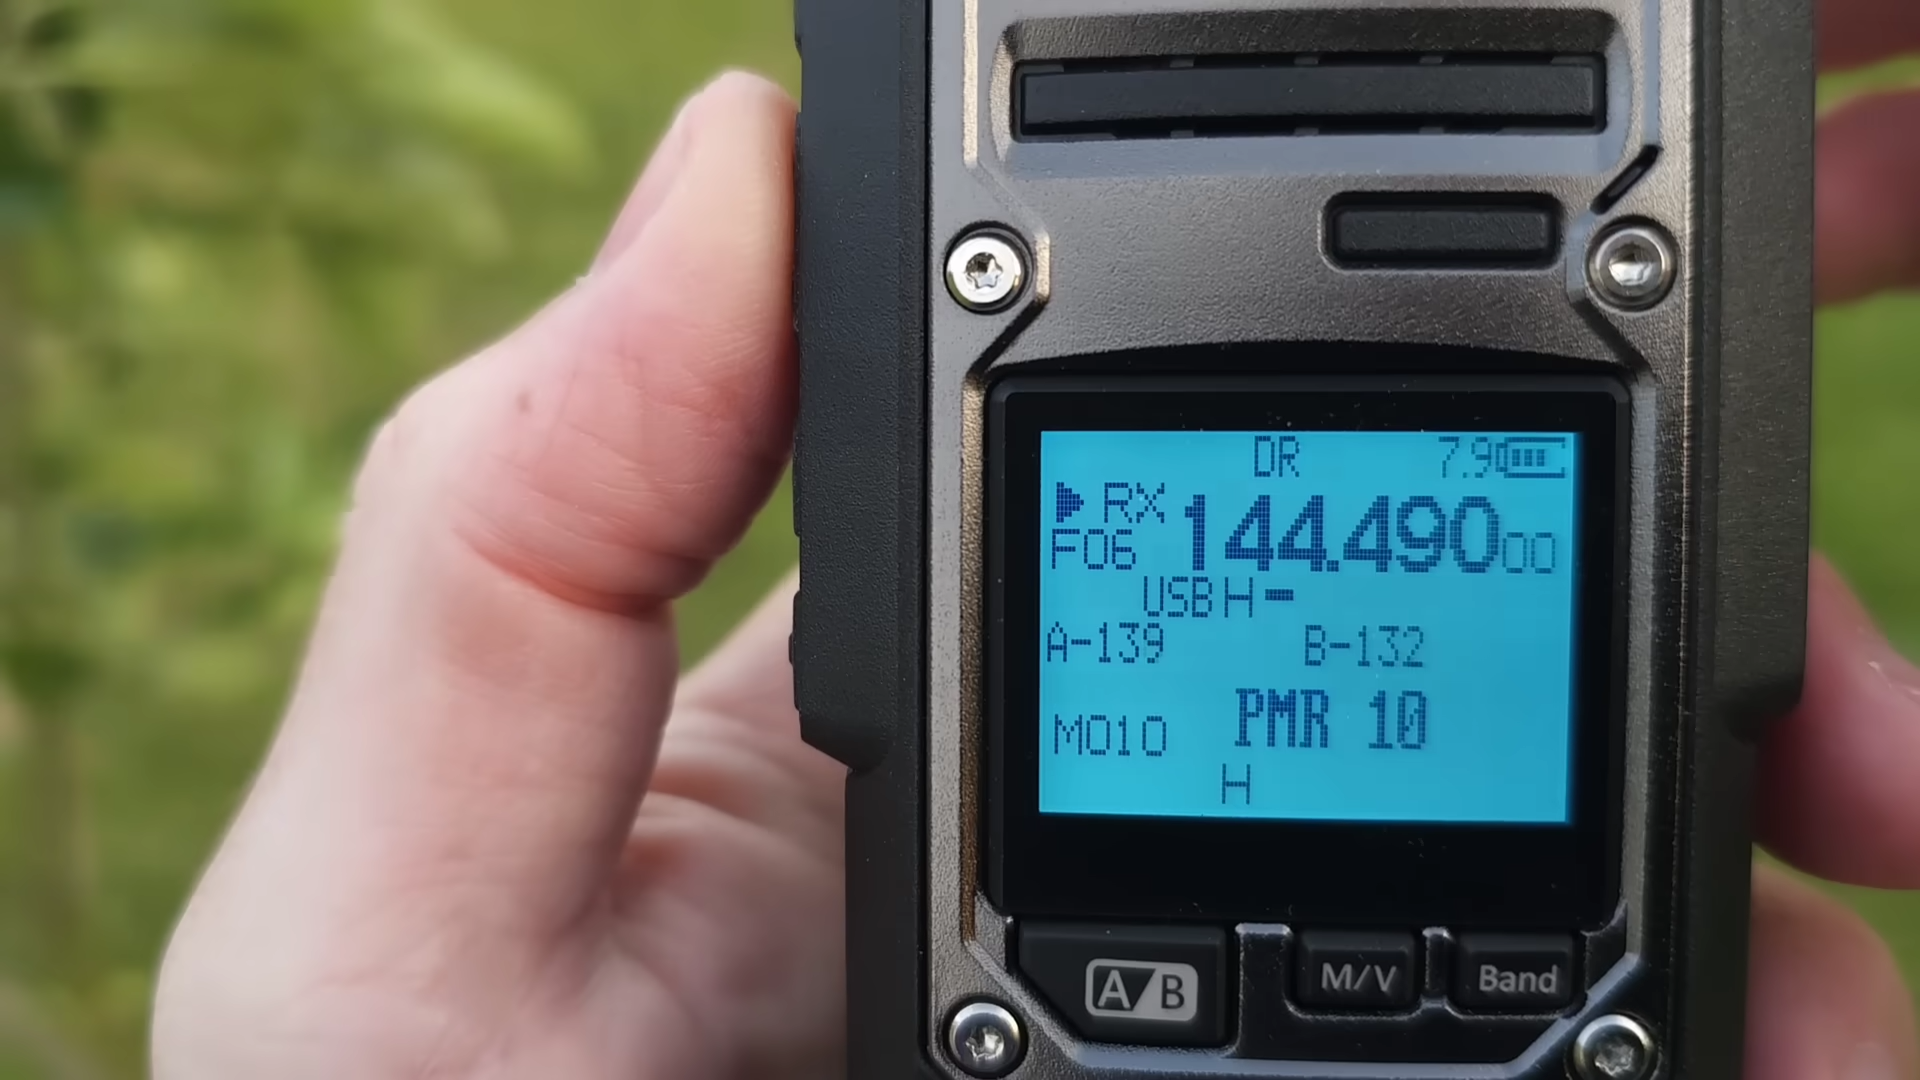 DR 7.9
RX 144.49000
F06
USB H
A-139 B-132
M010 PMR 10
H
A/B M/V Band